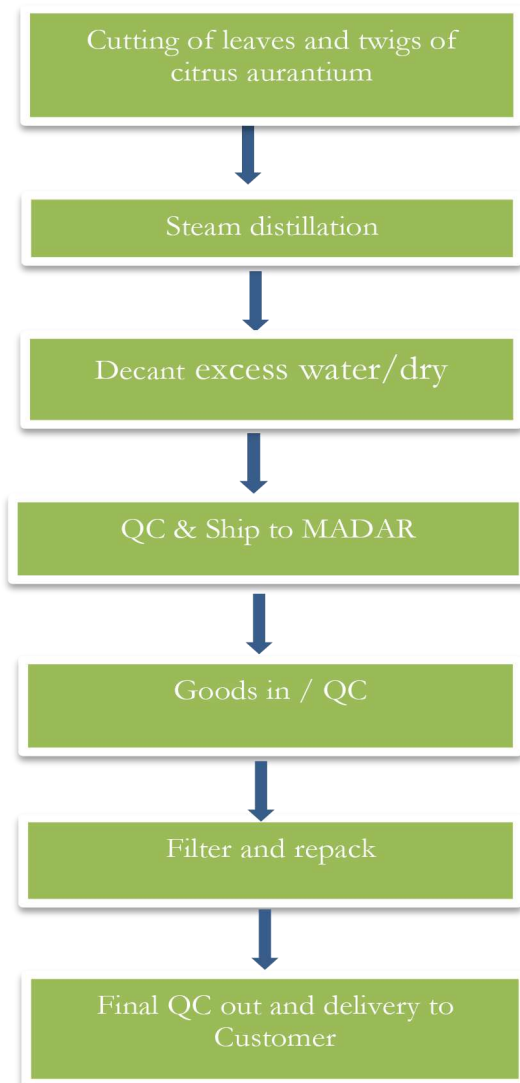 Cutting of leaves and twigs of
citrus aurantium
Steam distillation
Decant excess water/dry
QC & Ship to MADAR
Goods in / QC
Filter and repack
Final QC out and delivery to
Customer